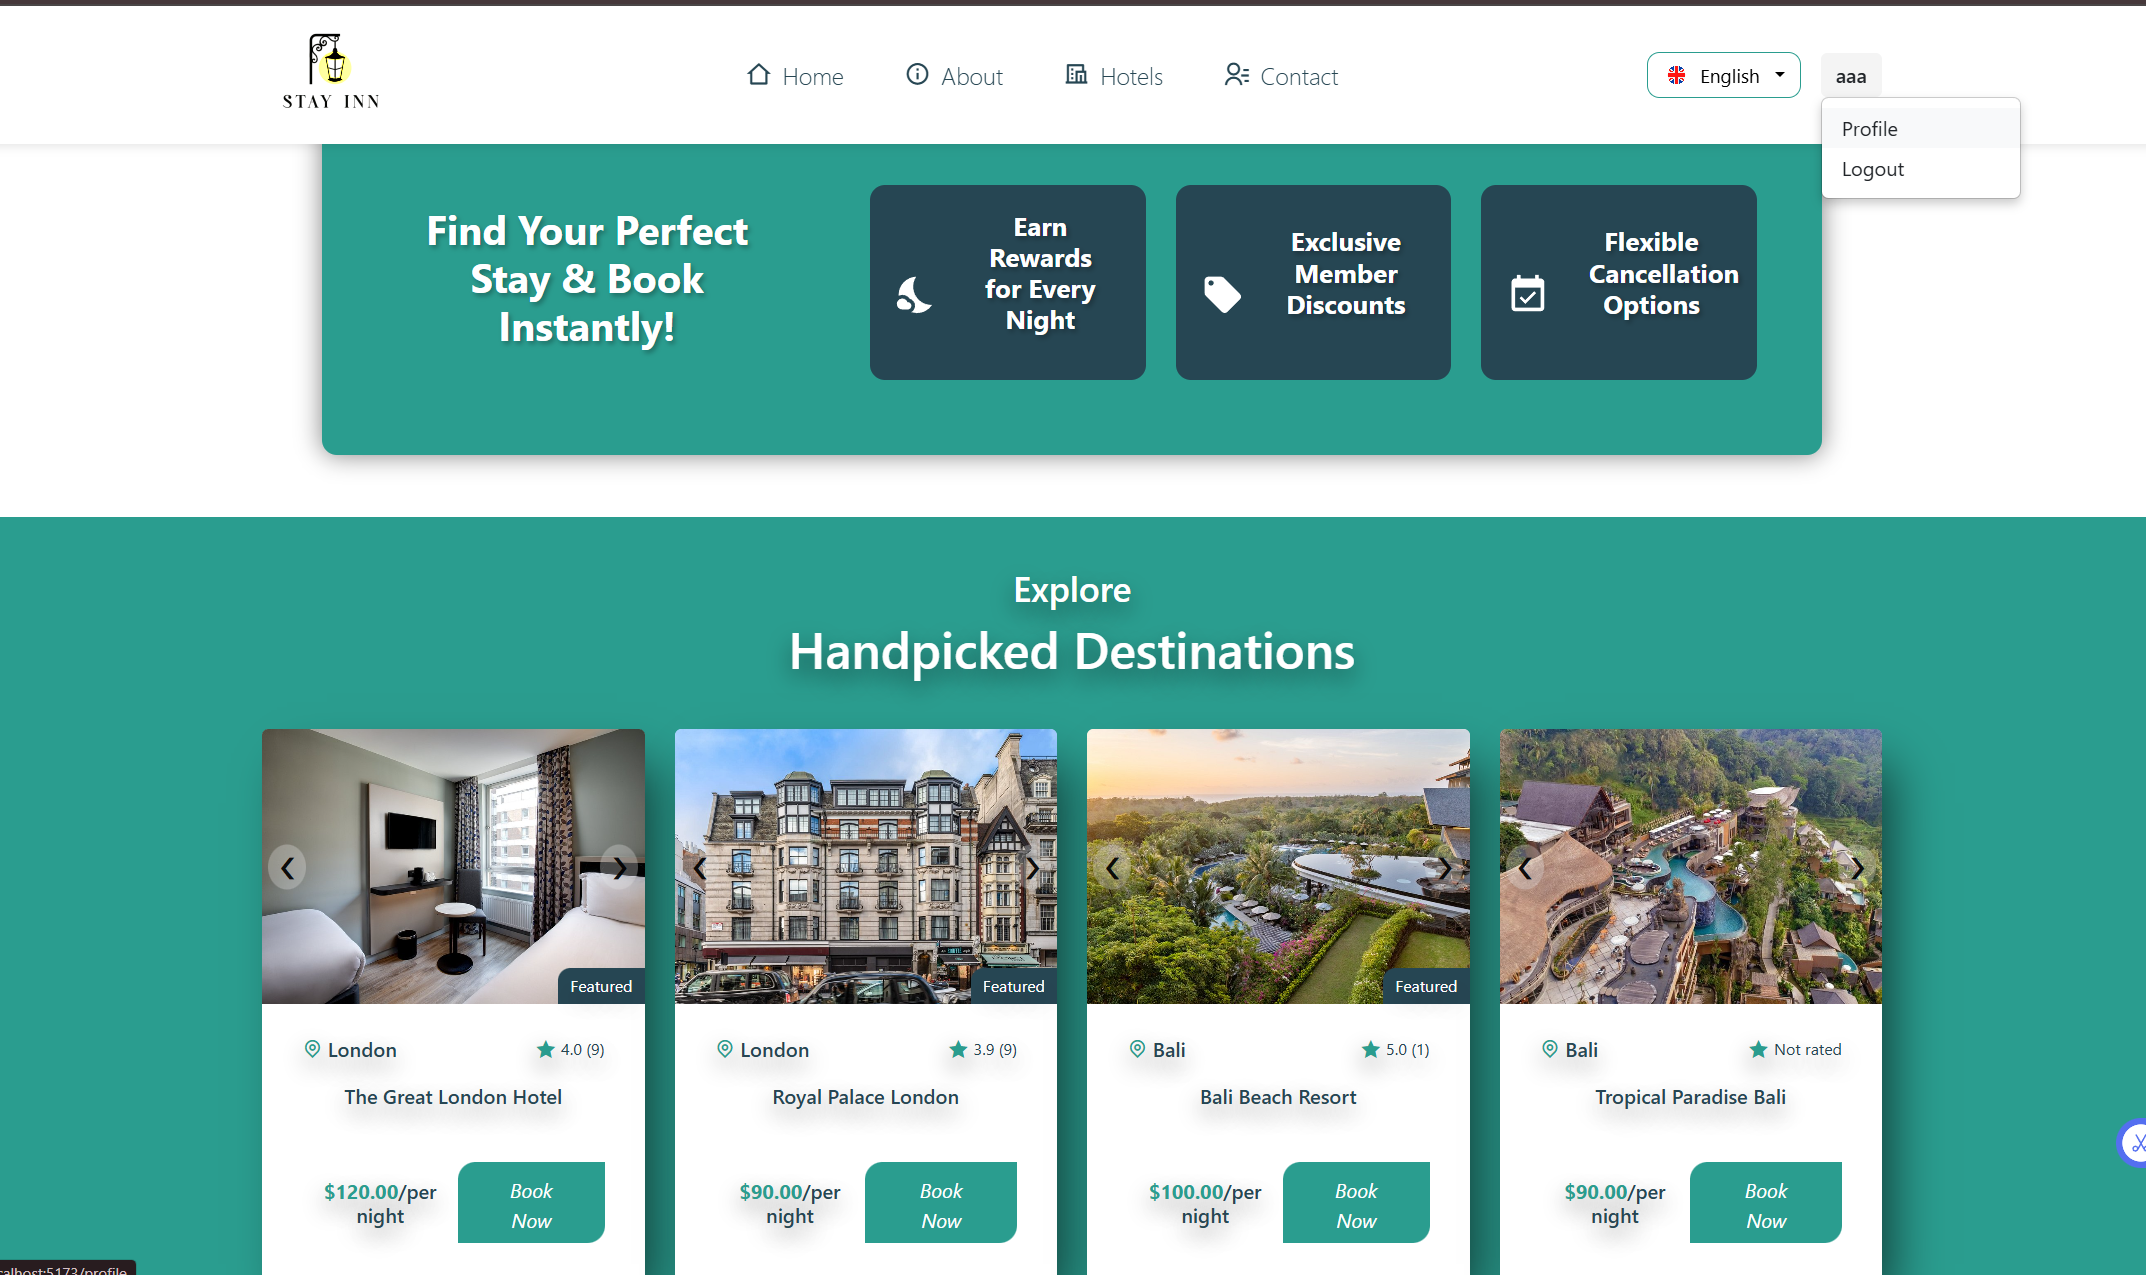 STAY INN
Home
About
Hotels
Contact
English
aaa
Profile
Logout
Find Your Perfect
Stay & Book
Instantly!
Earn
Rewards
for Every
Night
Exclusive
Member
Discounts
Flexible
Cancellation
Options
Explore
Handpicked Destinations
Featured
Featured
Featured
London
4.0 (9)
The Great London Hotel
$120.00/per
night
Book
Now
London
3.9 (9)
Royal Palace London
$90.00/per
night
Book
Now
Bali
5.0 (1)
Bali Beach Resort
$100.00/per
night
Book
Now
Bali
Not rated
Tropical Paradise Bali
$90.00/per
night
Book
Now
alhost:5173/profile